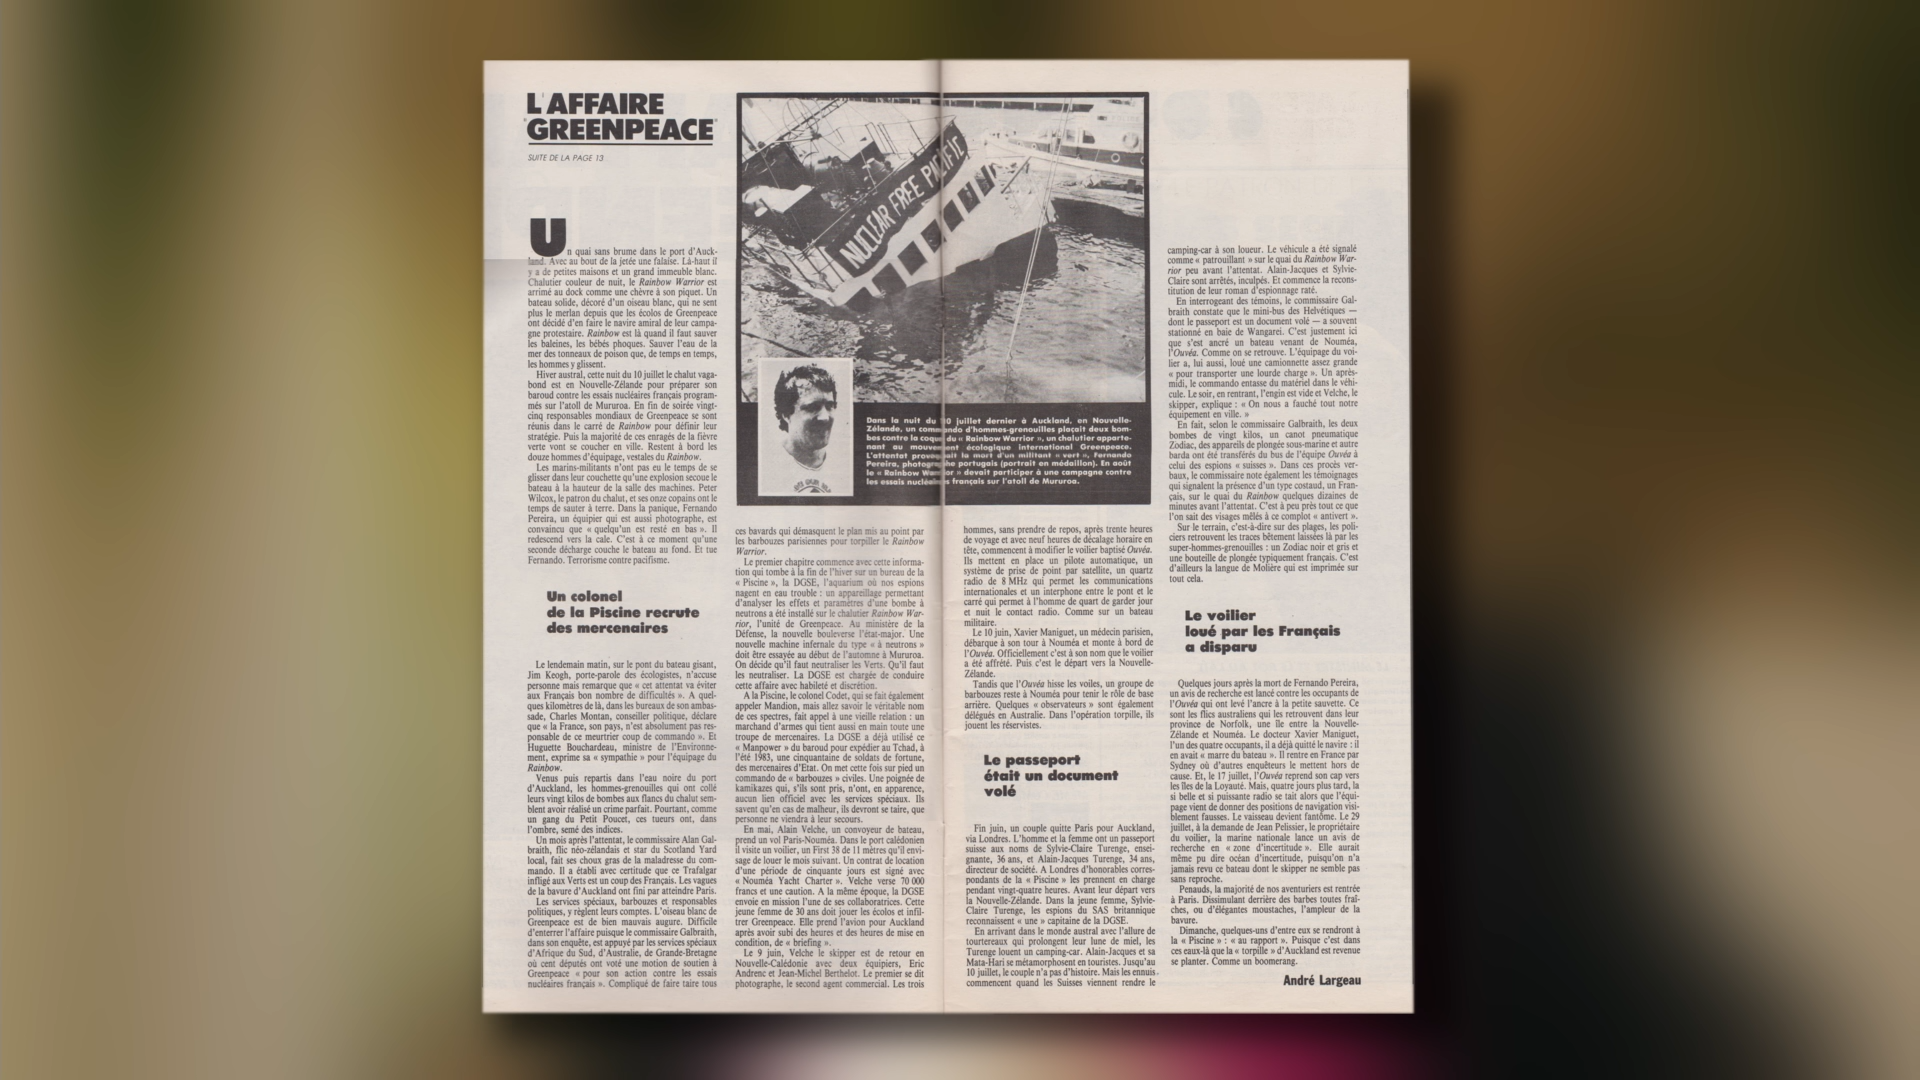 L'AFFAIRE
"GREENPEACE"
SUITE DE LA PAGE 13
NUCLEAR FREE PACIFIC
Dans la nuit du 10 juillet dernier à Auckland, en Nouvelle-
Zélande, un commando d'hommes-grenouilles plaçait deux bom-
bes contre la coque du « Rainbow Warrior », un chalutier apparte-
nant au mouvement écologique international Greenpeace.
L'attentat provoquait la mort d'un militant « vert », Fernando
Pereira, photographe portugais (portrait en médaillon). En août
le « Rainbow Warrior » devait participer à une campagne contre
les essais nucléaires français sur l'atoll de Mururoa.
Un quai sans brume dans le port d'Auck-
land. Avec au bout de la jetée une falaise. Là-haut il
y a de petites maisons et un grand immeuble blanc.
Chalutier couleur de nuit, le Rainbow Warrior est
arrimé au dock comme une chèvre à son piquet. Un
bateau solide, décoré d'un oiseau blanc, qui ne sent
plus le merlan depuis que les écolos de Greenpeace
ont décidé d'en faire le navire amiral de leur campa-
gne protestaire. Rainbow est là quand il faut sauver
les baleines, les bébés phoques. Sauver l'eau de la
mer des tonneaux de poison que, de temps en temps,
les hommes y glissent.
Hiver austral, cette nuit du 10 juillet le chalut vaga-
bond est en Nouvelle-Zélande pour préparer son
baroud contre les essais nucléaires français program-
més sur l'atoll de Mururoa. En fin de soirée vingt-
cinq responsables mondiaux de Greenpeace se sont
réunis dans le carré de Rainbow pour définir leur
stratégie. Puis la majorité de ces enragés de la fièvre
verte vont se coucher en ville. Restent à bord les
douze hommes d'équipage, vestales du Rainbow.
Les marins-militants n'ont pas eu le temps de se
glisser dans leur couchette qu'une explosion secoue le
bateau à la hauteur de la salle des machines. Peter
Wilcox, le patron du chalut, et ses onze copains ont le
temps de sauter à terre. Dans la panique, Fernando
Pereira, un équipier qui est aussi photographe, est
convaincu que « quelqu'un est resté en bas ». Il
redescend vers la cale. C'est à ce moment qu'une
seconde décharge couche le bateau au fond. Et tue
Fernando. Terrorisme contre pacifisme.
Un colonel
de la Piscine recrute
des mercenaires
Le lendemain matin, sur le pont du bateau gisant,
Jim Keogh, porte-parole des écologistes, n'accuse
personne mais remarque que « cet attentat va éviter
aux Français bon nombre de difficultés ». A quel-
ques kilomètres de là, dans les bureaux de son ambas-
sade, Charles Montan, conseiller politique, déclare
que « la France, son pays, n'est absolument pas res-
ponsable de ce meurtrier coup de commando ». Et
Huguette Bouchardeau, ministre de l'Environne-
ment, exprime sa « sympathie » pour l'équipage du
Rainbow.
Venus puis repartis dans l'eau noire du port
d'Auckland, les hommes-grenouilles qui ont collé
leurs vingt kilos de bombes aux flancs du chalut sem-
blent avoir réalisé un crime parfait. Pourtant, comme
un gang du Petit Poucet, ces tueurs ont, dans
l'ombre, semé des indices.
Un mois après l'attentat, le commissaire Alan Gal-
braith, flic néo-zélandais et star du Scotland Yard
local, fait ses choux gras de la maladresse du com-
mando. Il a établi avec certitude que ce Trafalgar
infligé aux Verts est un coup des Français. Les vagues
de la bavure d'Auckland ont fini par atteindre Paris.
Les services spéciaux, barbouzes et responsables
politiques, y règlent leurs comptes. L'oiseau blanc de
Greenpeace est de bien mauvais augure. Difficile
d'enterrer l'affaire puisque le commissaire Galbraith,
dans son enquête, est appuyé par les services spéciaux
d'Afrique du Sud, d'Australie, de Grande-Bretagne
où cent députés ont voté une motion de soutien à
Greenpeace « pour son action contre les essais
nucléaires français ». Compliqué de faire taire tous
ces bavards qui démasquent le plan mis au point par
les barbouzes parisiennes pour torpiller le Rainbow
Warrior.
Le premier chapitre commence avec cette informa-
tion qui tombe à la fin de l'hiver sur un bureau de la
« Piscine », la DGSE, l'aquarium où nos espions
nagent en eau trouble : un appareillage permettant
d'analyser les effets et paramètres d'une bombe à
neutrons a été installé sur le chalutier Rainbow War-
rior, l'unité de Greenpeace. Au ministère de la
Défense, la nouvelle bouleverse l'état-major. Une
nouvelle machine infernale du type « à neutrons »
doit être essayée au début de l'automne à Mururoa.
On décide qu'il faut neutraliser les Verts. Qu'il faut
les neutraliser. La DGSE est chargée de conduire
cette affaire avec habileté et discrétion.
A la Piscine, le colonel Codet, qui se fait également
appeler Mandion, mais allez savoir le véritable nom
de ces spectres, fait appel à une vieille relation : un
marchand d'armes qui tient aussi en main toute une
troupe de mercenaires. La DGSE a déjà utilisé ce
« Manpower » du baroud pour expédier au Tchad, à
l'été 1983, une cinquantaine de soldats de fortune,
des mercenaires d'Etat. On met cette fois sur pied un
commando de « barbouzes » civiles. Une poignée de
kamikazes qui, s'ils sont pris, n'ont, en apparence,
aucun lien officiel avec les services spéciaux. Ils
savent qu'en cas de malheur, ils devront se taire, que
personne ne viendra à leur secours.
En mai, Alain Velche, un convoyeur de bateau,
prend un vol Paris-Nouméa. Dans le port calédonien
il visite un voilier, un First 38 de 11 mètres qu'il envi-
sage de louer le mois suivant. Un contrat de location
d'une période de cinquante jours est signé avec
« Nouméa Yacht Charter ». Velche verse 70 000
francs et une caution. A la même époque, la DGSE
envoie en mission l'une de ses collaboratrices. Cette
jeune femme de 30 ans doit jouer les écolos et infil-
trer Greenpeace. Elle prend l'avion pour Auckland
après avoir subi des heures et des heures de mise en
condition, de « briefing ».
Le 9 juin, Velche le skipper est de retour en
Nouvelle-Calédonie avec deux équipiers, Eric
Andrenc et Jean-Michel Berthelot. Le premier se dit
photographe, le second agent commercial. Les trois
hommes, sans prendre de repos, après trente heures
de voyage et avec neuf heures de décalage horaire en
tête, commencent à modifier le voilier baptisé Ouvéa.
Ils mettent en place un pilote automatique, un
système de prise de point par satellite, un quartz
radio de 8 MHz qui permet les communications
internationales et un interphone entre le pont et le
carré qui permet à l'homme de quart de garder jour
et nuit le contact radio. Comme sur un bateau
militaire.
Le 10 juin, Xavier Maniguet, un médecin parisien,
débarque à son tour à Nouméa et monte à bord de
l'Ouvéa. Officiellement c'est à son nom que le voilier
a été affrété. Puis c'est le départ vers la Nouvelle-
Zélande.
Tandis que l'Ouvéa hisse les voiles, un groupe de
barbouzes reste à Nouméa pour tenir le rôle de base
arrière. Quelques « observateurs » sont également
délégués en Australie. Dans l'opération torpille, ils
jouent les réservistes.
Le passeport
était un document
volé
Fin juin, un couple quitte Paris pour Auckland,
via Londres. L'homme et la femme ont un passeport
suisse aux noms de Sylvie-Claire Turenge, ensei-
gnante, 36 ans, et Alain-Jacques Turenge, 34 ans,
directeur de société. A Londres d'honorables corres-
pondants de la « Piscine » les prennent en charge
pendant vingt-quatre heures. Avant leur départ vers
la Nouvelle-Zélande. Dans la jeune femme, Sylvie-
Claire Turenge, les espions du SAS britannique
reconnaissent « une » capitaine de la DGSE.
En arrivant dans le monde austral avec l'allure de
tourtereaux qui prolongent leur lune de miel, les
Turenge louent un camping-car. Alain-Jacques et sa
Mata-Hari se métamorphosent en touristes. Jusqu'au
10 juillet, le couple n'a pas d'histoire. Mais les ennuis
commencent quand les Suisses viennent rendre le
camping-car à son loueur. Le véhicule a été signalé
comme « patrouillant » sur le quai du Rainbow War-
rior peu avant l'attentat. Alain-Jacques et Sylvie-
Claire sont arrêtés, inculpés. Et commence la recons-
titution de leur roman d'espionnage raté.
En interrogeant des témoins, le commissaire Gal-
braith constate que le mini-bus des Helvétiques —
dont le passeport est un document volé — a souvent
stationné en baie de Wangarei. C'est justement ici
que s'est ancré un bateau venant de Nouméa,
l'Ouvéa. Comme on se retrouve. L'équipage du voi-
lier a, lui aussi, loué une camionnette assez grande
« pour transporter une lourde charge ». Un après-
midi, le commando entasse du matériel dans le véhi-
cule. Le soir, en rentrant, l'engin est vide et Velche, le
skipper, explique : « On nous a fauché tout notre
équipement en ville. »
En fait, selon le commissaire Galbraith, les deux
bombes de vingt kilos, un canot pneumatique
Zodiac, des appareils de plongée sous-marine et autre
barda ont été transférés du bus de l'équipe Ouvéa à
celui des espions « suisses ». Dans ces procès ver-
baux, le commissaire note également les témoignages
qui signalent la présence d'un type costaud, un Fran-
çais, sur le quai du Rainbow quelques dizaines de
minutes avant l'attentat. C'est à peu près tout ce que
l'on sait des visages mêlés à ce complot « antivert ».
Sur le terrain, c'est-à-dire sur des plages, les poli-
ciers retrouvent les traces bêtement laissées là par les
super-hommes-grenouilles : un Zodiac noir et gris et
une bouteille de plongée typiquement français. C'est
d'ailleurs la langue de Molière qui est imprimée sur
tout cela.
Le voilier
loué par les Français
a disparu
Quelques jours après la mort de Fernando Pereira,
un avis de recherche est lancé contre les occupants de
l'Ouvéa qui ont levé l'ancre à la petite sauvette. Ce
sont les flics australiens qui les retrouvent dans leur
province de Norfolk, une île entre la Nouvelle-
Zélande et Nouméa. Le docteur Xavier Maniguet,
l'un des quatre occupants, il a déjà quitté le navire : il
en avait « marre du bateau ». Il rentre en France par
Sydney où d'autres enquêteurs le mettent hors de
cause. Et, le 17 juillet, l'Ouvéa reprend son cap vers
les îles de la Loyauté. Mais, quatre jours plus tard, la
si belle et si puissante radio se tait alors que l'équi-
page vient de donner des positions de navigation visi-
blement fausses. Le vaisseau devient fantôme. Le 29
juillet, à la demande de Jean Pelissier, le propriétaire
du voilier, la marine nationale lance un avis de
recherche en « zone d'incertitude ». Elle aurait
même pu dire océan d'incertitude, puisqu'on n'a
jamais revu ce bateau dont le skipper ne semble pas
sans reproche.
Penauds, la majorité de nos aventuriers est rentrée
à Paris. Dissimulant derrière des barbes toutes fraî-
ches, ou d'élégantes moustaches, l'ampleur de la
bavure.
Dimanche, quelques-uns d'entre eux se rendront à
la « Piscine » : « au rapport ». Puisque c'est dans
ces eaux-là que la « torpille » d'Auckland est revenue
se planter. Comme un boomerang.
André Largeau